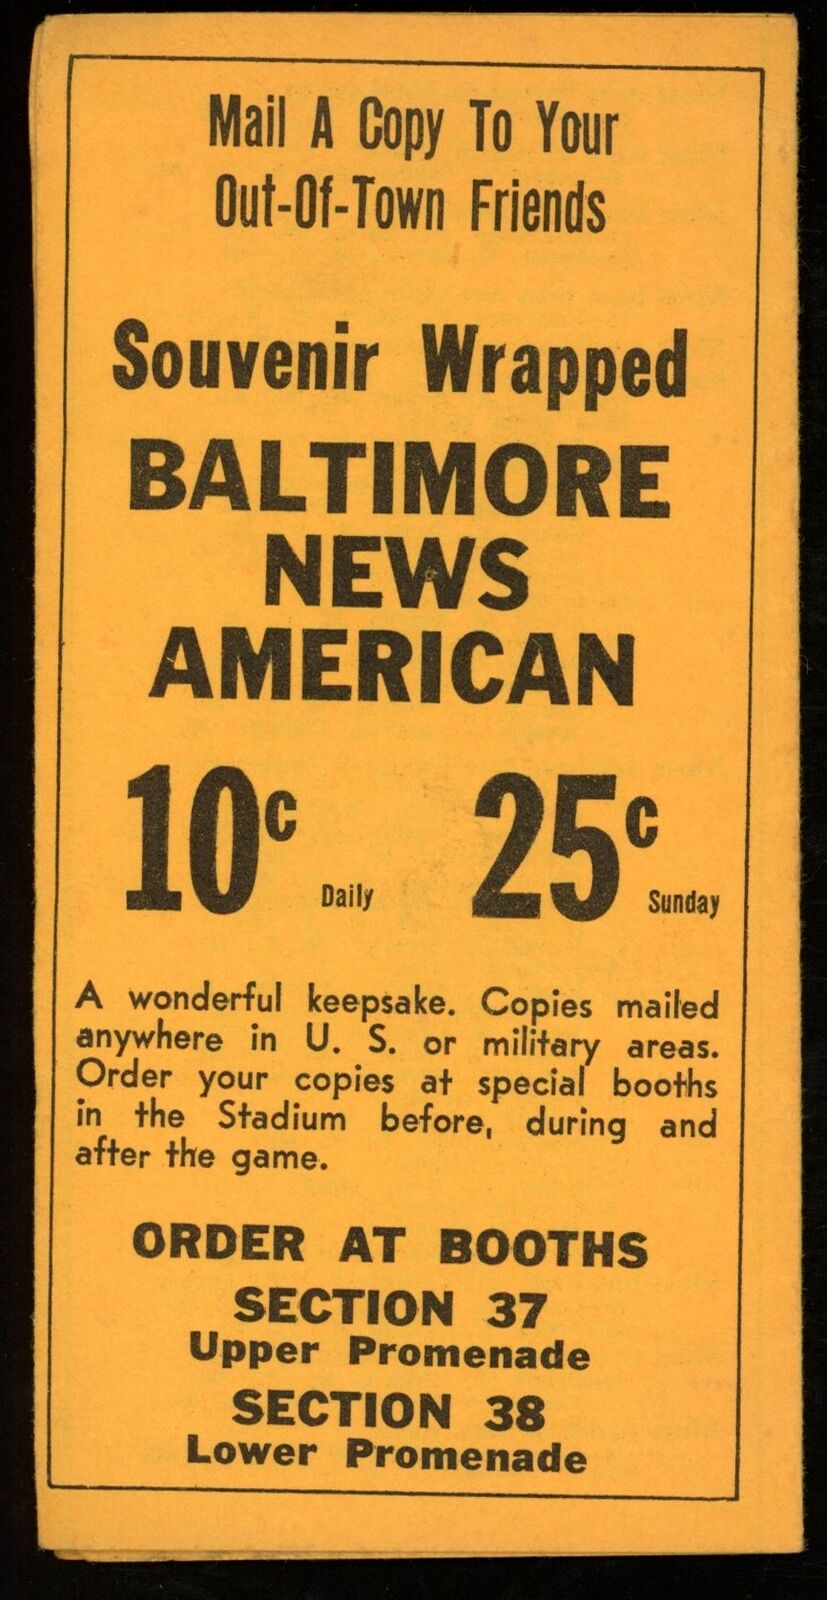 Mail A Copy To Your
Out-Of-Town Friends
Souvenir Wrapped
BALTIMORE
NEWS
AMERICAN
10c Daily 25c Sunday
A wonderful keepsake. Copies mailed
anywhere in U. S. or military areas.
Order your copies at special booths
in the Stadium before, during and
after the game.
ORDER AT BOOTHS
SECTION 37
Upper Promenade
SECTION 38
Lower Promenade